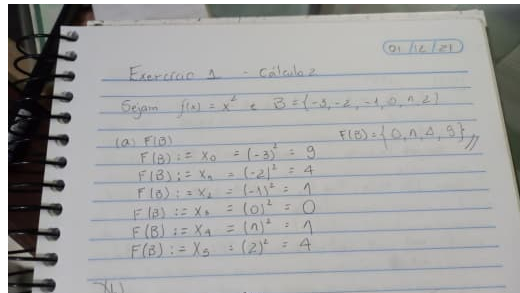 01/12/21
Exercício 1 - Cálculo 2
Sejam f(x) = x² e B = {-3, -2, -1, 0, 1, 2}
(a) F(B)
F(B) = {0, 1, 4, 9}
F(B) := X₀ = (-3)² = 9
F(B) := X₁ = (-2)² = 4
F(B) := X₂ = (-1)² = 1
F(B) := X₃ = (0)² = 0
F(B) := X₄ = (1)² = 1
F(B) := X₅ = (2)² = 4